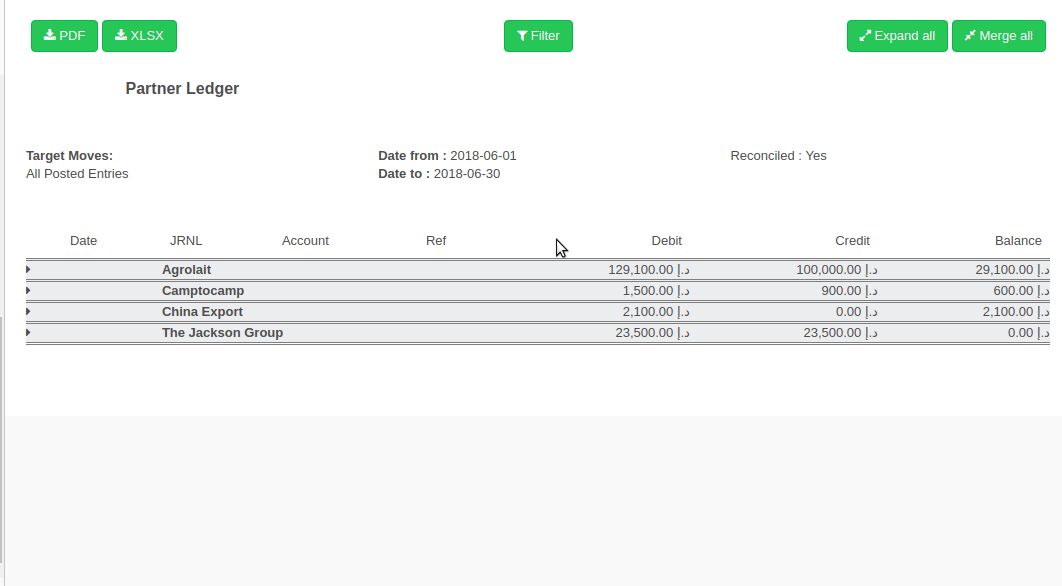 PDF XLSX Filter Expand all Merge all
Partner Ledger
Target Moves: Date from : 2018-06-01 Reconciled : Yes
All Posted Entries Date to : 2018-06-30
Date JRNL Account Ref Debit Credit Balance
Agrolait 129,100.00 د.إ 100,000.00 د.إ 29,100.00 د.إ
Camptocamp 1,500.00 د.إ 900.00 د.إ 600.00 د.إ
China Export 2,100.00 د.إ 0.00 د.إ 2,100.00 د.إ
The Jackson Group 23,500.00 د.إ 23,500.00 د.إ 0.00 د.إ